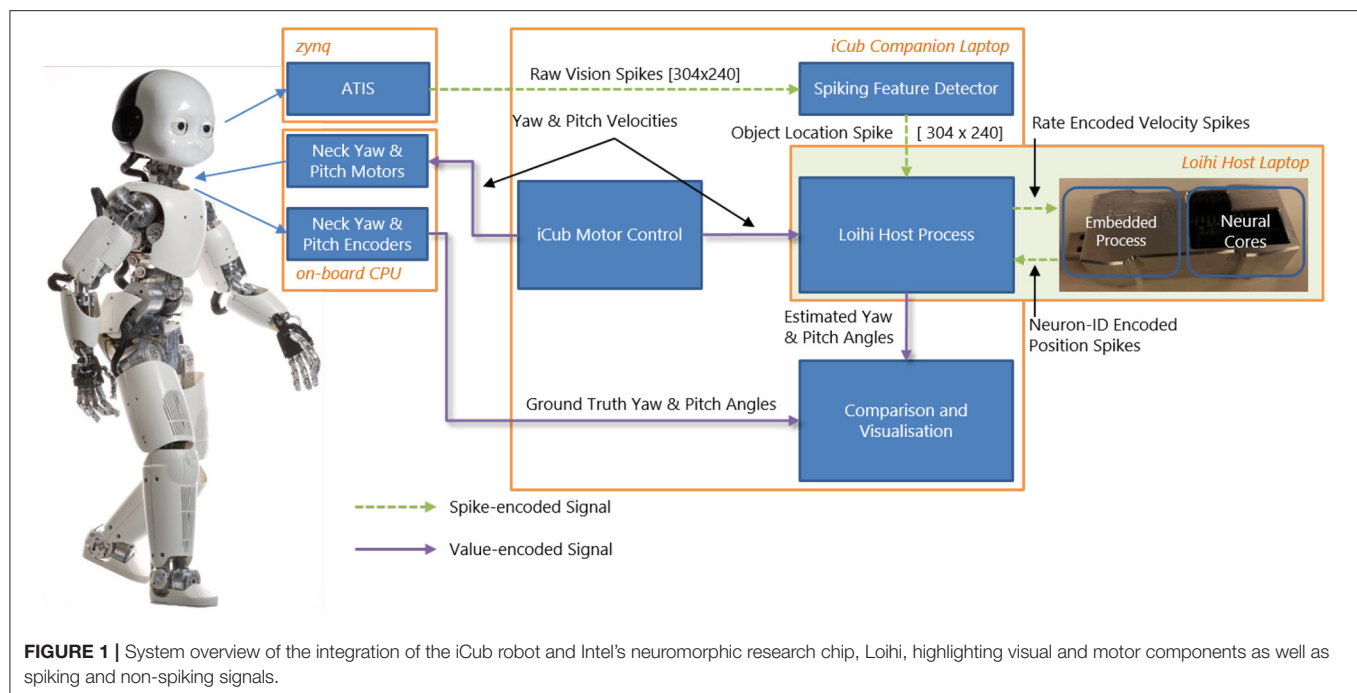 zynq
iCub Companion Laptop
ATIS
Raw Vision Spikes [304x240]
Spiking Feature Detector
Yaw & Pitch Velocities
Object Location Spike
[ 304 x 240]
Rate Encoded Velocity Spikes
Neck Yaw &
Pitch Motors
Loihi Host Laptop
iCub Motor Control
Loihi Host Process
Embedded
Process
Neural
Cores
Neck Yaw &
Pitch Encoders
on-board CPU
Estimated Yaw
& Pitch Angles
Neuron-ID Encoded
Position Spikes
Ground Truth Yaw & Pitch Angles
Comparison and
Visualisation
Spike-encoded Signal
Value-encoded Signal
FIGURE 1 | System overview of the integration of the iCub robot and Intel's neuromorphic research chip, Loihi, highlighting visual and motor components as well as
spiking and non-spiking signals.